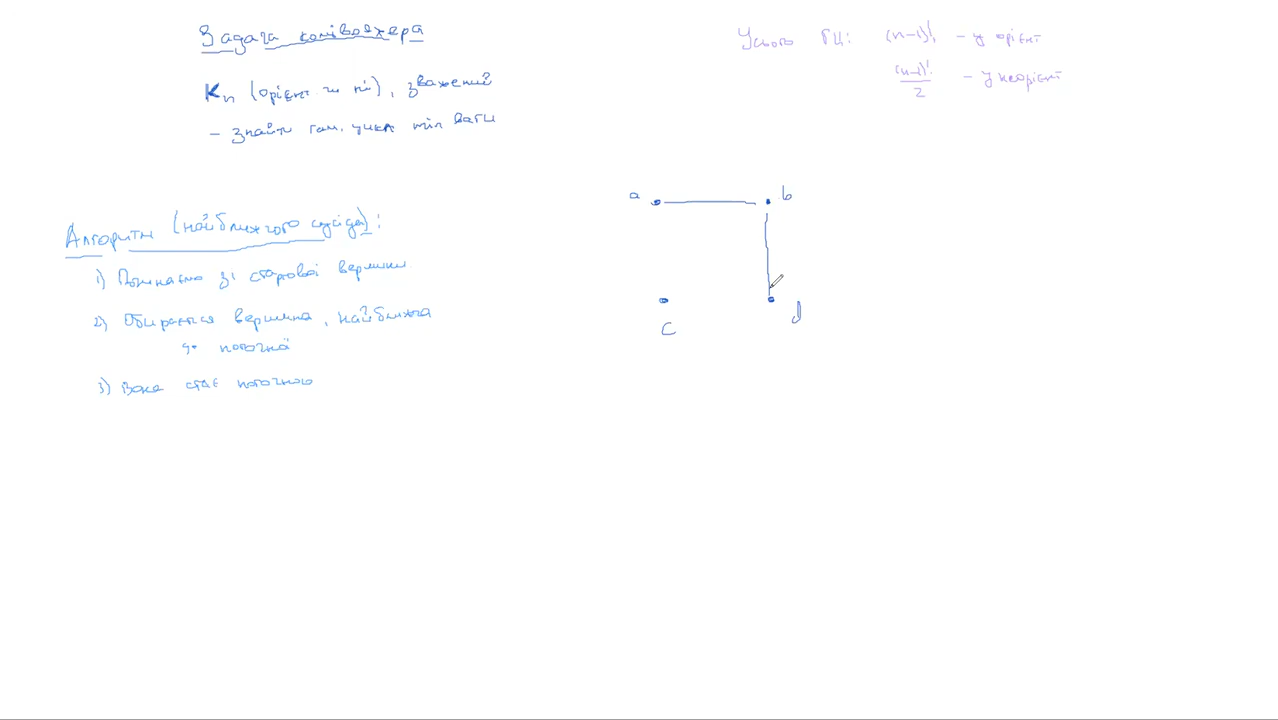 Задача комівояжера
Kn (орієнт. чи ні), зважений
- знайти гам. цикл min ваги
Усього ГЦ: (n-1)! - у орієнт
(n-1)!/2 - у неорієнт
Алгоритм (найближчого сусіда):
1) Починаємо зі стартової вершини
2) Обирається вершина, найближча
до поточної
3) Вона стає поточною
a b
c d